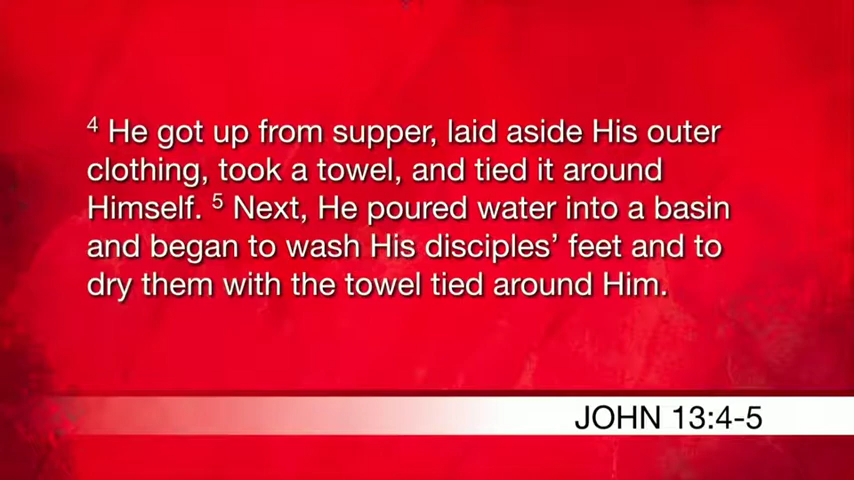 ⁴ He got up from supper, laid aside His outer
clothing, took a towel, and tied it around
Himself. ⁵ Next, He poured water into a basin
and began to wash His disciples’ feet and to
dry them with the towel tied around Him.
JOHN 13:4-5